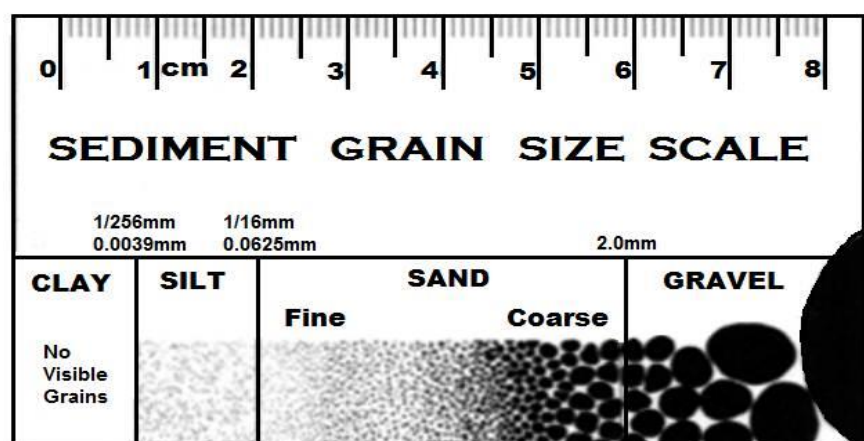 0 1 cm 2 3 4 5 6 7 8
SEDIMENT GRAIN SIZE SCALE
1/256mm 1/16mm
0.0039mm 0.0625mm 2.0mm
CLAY SILT SAND GRAVEL
Fine Coarse
No
Visible
Grains